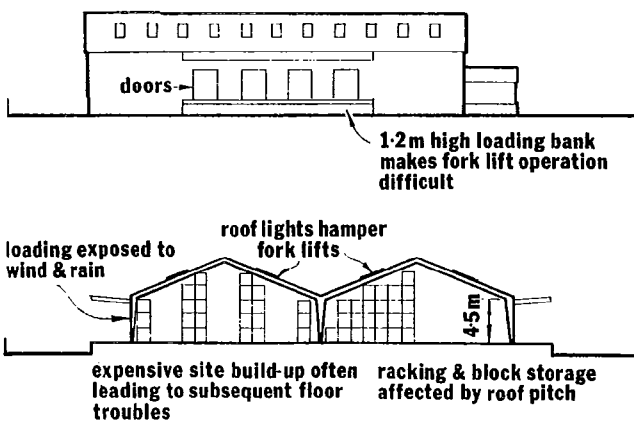 doors
1·2m high loading bank
makes fork lift operation
difficult
roof lights hamper
fork lifts
loading exposed to
wind & rain
4·5m
expensive site build-up often
leading to subsequent floor
troubles
racking & block storage
affected by roof pitch